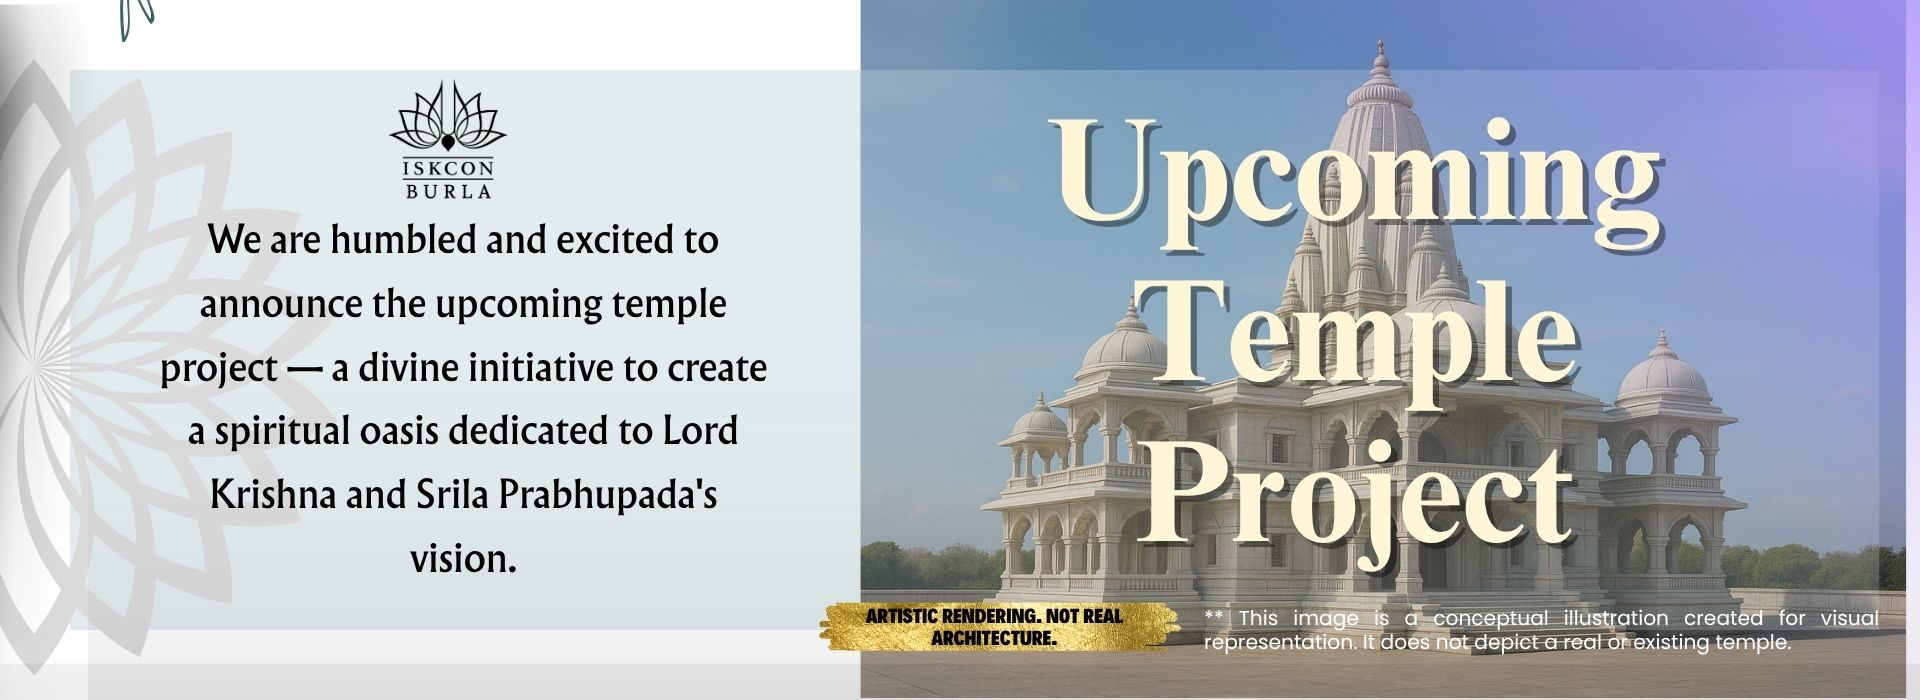 ISKCON
BURLA
We are humbled and excited to
announce the upcoming temple
project — a divine initiative to create
a spiritual oasis dedicated to Lord
Krishna and Srila Prabhupada's
vision.
Upcoming
Temple
Project
ARTISTIC RENDERING. NOT REAL
ARCHITECTURE.
** This image is a conceptual illustration created for visual
representation. It does not depict a real or existing temple.